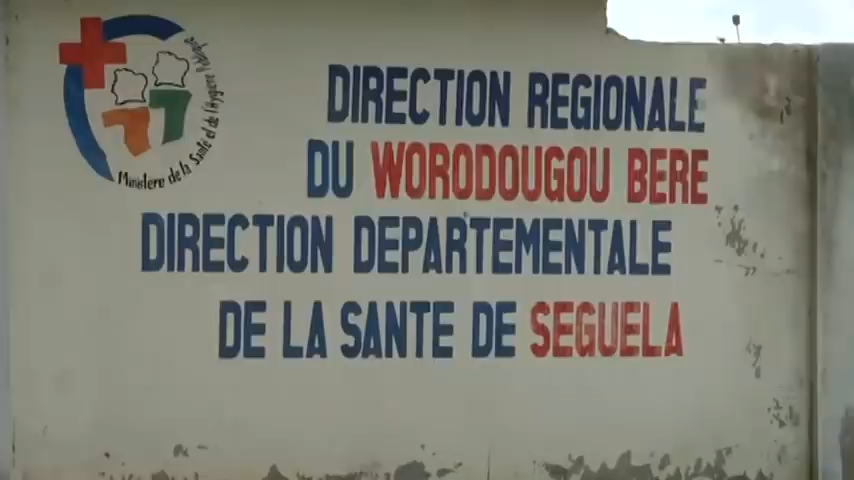 Ministere de la Santé et de l'Hygiene Publique
DIRECTION REGIONALE
DU WORODOUGOU BERE
DIRECTION DEPARTEMENTALE
DE LA SANTE DE SEGUELA